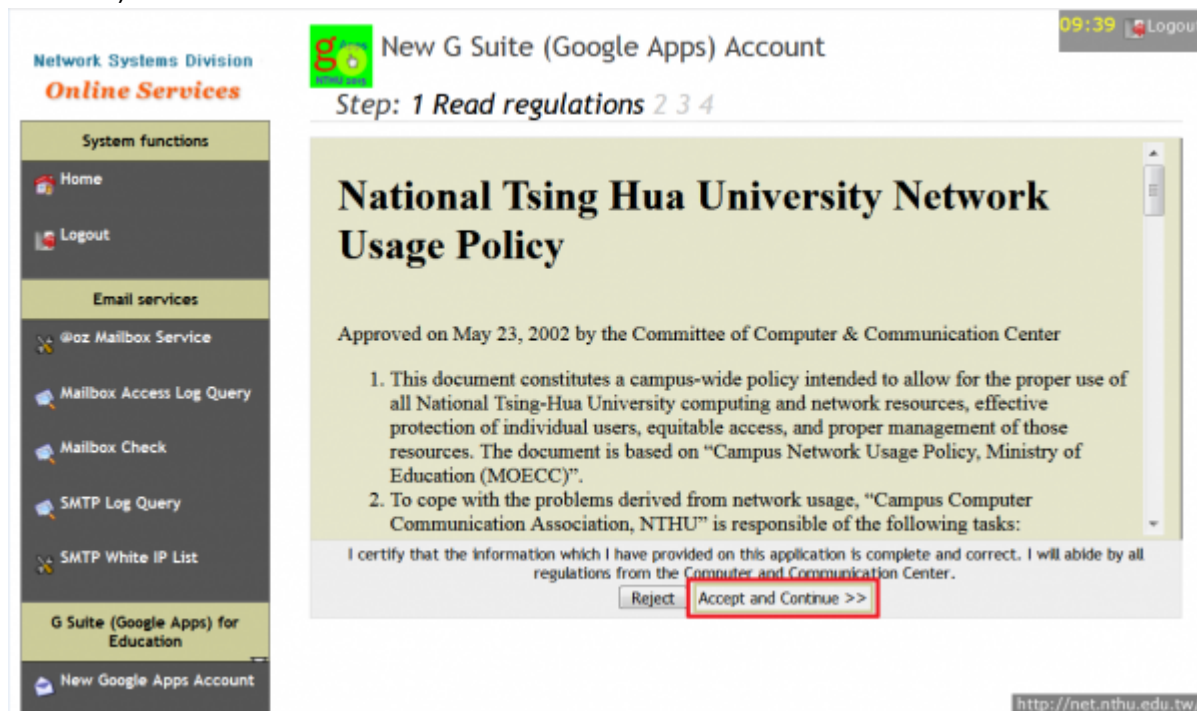 09:39 Logou
Network Systems Division
Online Services
New G Suite (Google Apps) Account
Step: 1 Read regulations 2 3 4
System functions
Home
Logout
Email services
@oz Mailbox Service
Mailbox Access Log Query
Mailbox Check
SMTP Log Query
SMTP White IP List
G Suite (Google Apps) for
Education
New Google Apps Account
g Apps
NTHU 2015
National Tsing Hua University Network
Usage Policy
Approved on May 23, 2002 by the Committee of Computer & Communication Center
1. This document constitutes a campus-wide policy intended to allow for the proper use of
all National Tsing-Hua University computing and network resources, effective
protection of individual users, equitable access, and proper management of those
resources. The document is based on “Campus Network Usage Policy, Ministry of
Education (MOECC)”.
2. To cope with the problems derived from network usage, “Campus Computer
Communication Association, NTHU” is responsible of the following tasks:
I certify that the information which I have provided on this application is complete and correct. I will abide by all
regulations from the Computer and Communication Center.
Reject Accept and Continue >>
http://net.nthu.edu.tw/